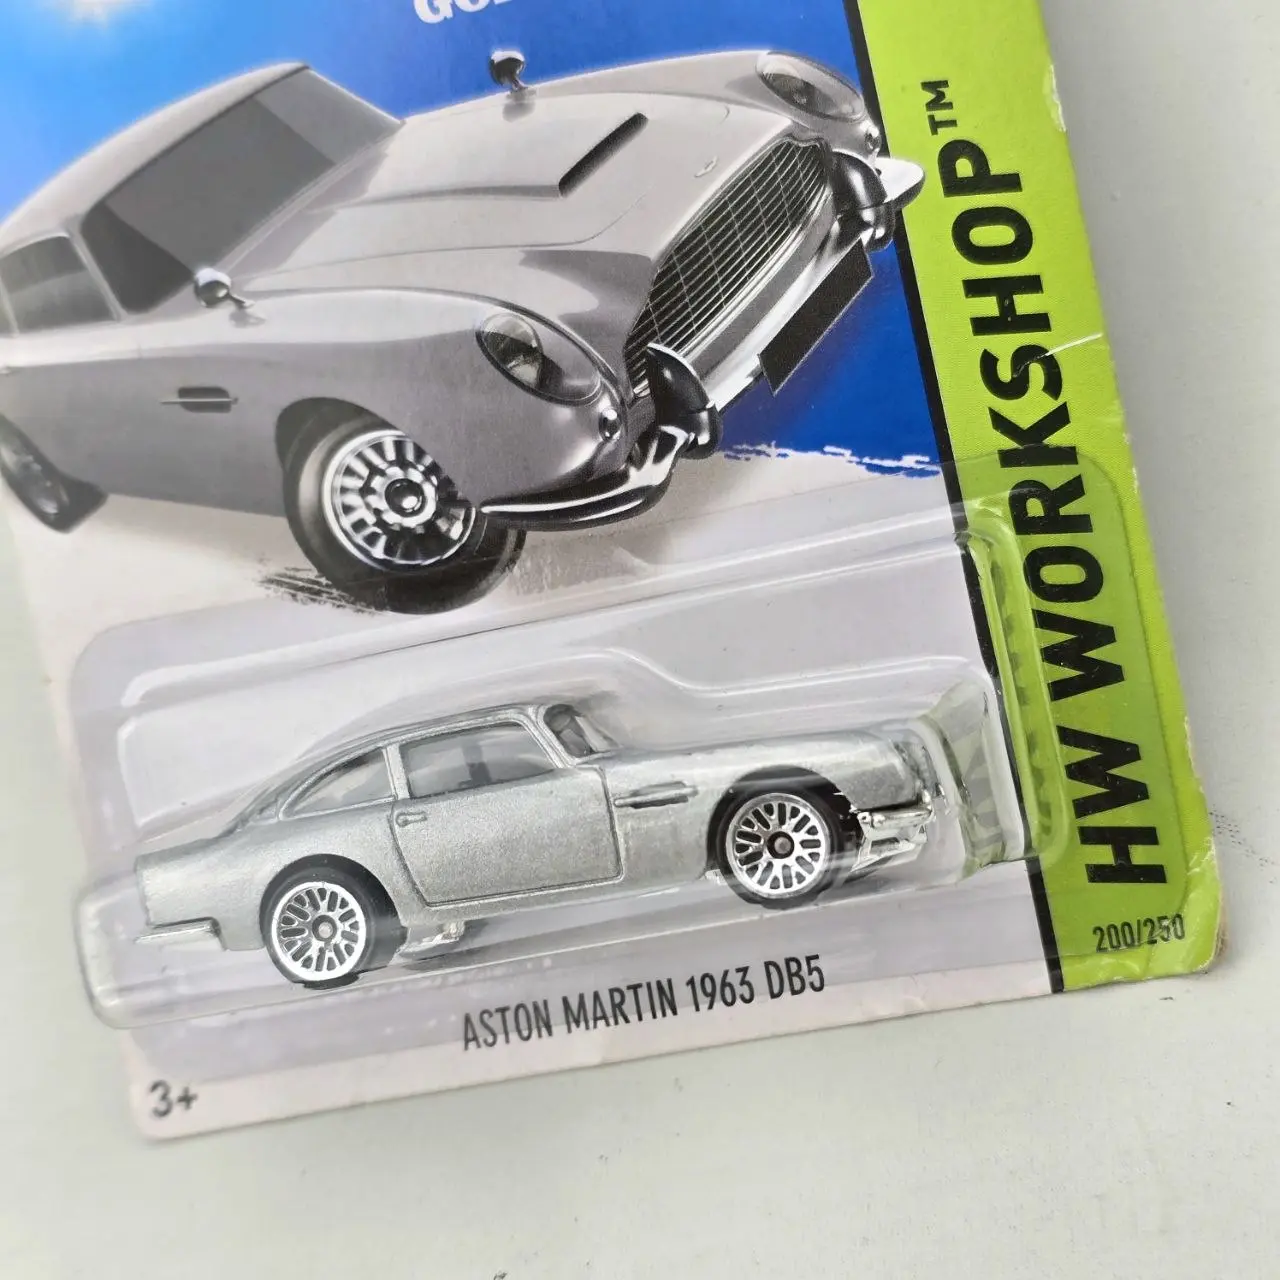 HW WORKSHOP™
200/250
ASTON MARTIN 1963 DB5
3+